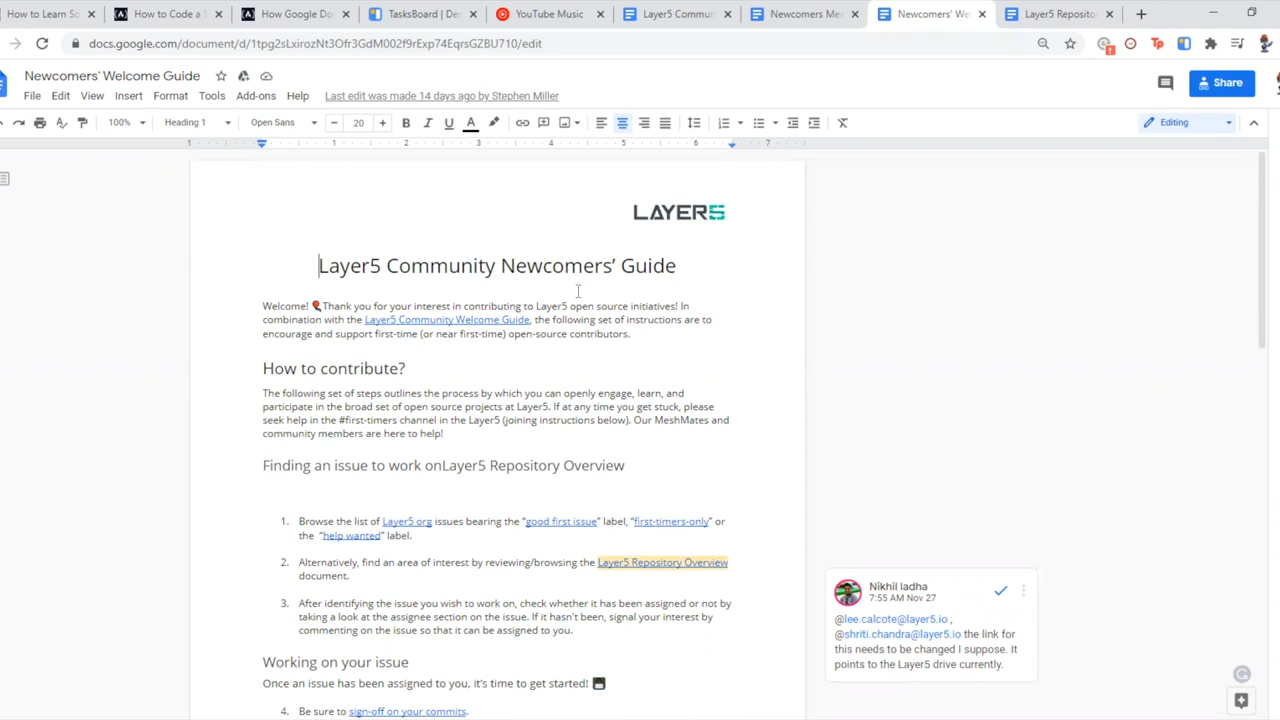 How to Learn So
How to Code a S
How Google Do
TasksBoard | Des
YouTube Music
Layer5 Commun
Newcomers Mee
Newcomers' We
Layer5 Reposito
docs.google.com/document/d/1tpg2sLxirozNt3Ofr3GdM002f9rExp74EqrsGZBU710/edit
Newcomers' Welcome Guide
File Edit View Insert Format Tools Add-ons Help Last edit was made 14 days ago by Stephen Miller
Share
100% Heading 1 Open Sans 20 Editing
1 1 2 3 4 5 6 7
LAYER5
Layer5 Community Newcomers' Guide
Welcome! Thank you for your interest in contributing to Layer5 open source initiatives! In
combination with the Layer5 Community Welcome Guide, the following set of instructions are to
encourage and support first-time (or near first-time) open-source contributors.
How to contribute?
The following set of steps outlines the process by which you can openly engage, learn, and
participate in the broad set of open source projects at Layer5. If at any time you get stuck, please
seek help in the #first-timers channel in the Layer5 (joining instructions below). Our MeshMates and
community members are here to help!
Finding an issue to work onLayer5 Repository Overview
1. Browse the list of Layer5 org issues bearing the “good first issue” label, “first-timers-only” or
the “help wanted” label.
2. Alternatively, find an area of interest by reviewing/browsing the Layer5 Repository Overview
document.
3. After identifying the issue you wish to work on, check whether it has been assigned or not by
taking a look at the assignee section on the issue. If it hasn't been, signal your interest by
commenting on the issue so that it can be assigned to you.
Working on your issue
Once an issue has been assigned to you, it's time to get started!
4. Be sure to sign-off on your commits.
Nikhil ladha
7:55 AM Nov 27
@lee.calcote@layer5.io ,
@shriti.chandra@layer5.io the link for
this needs to be changed I suppose. It
points to the Layer5 drive currently.